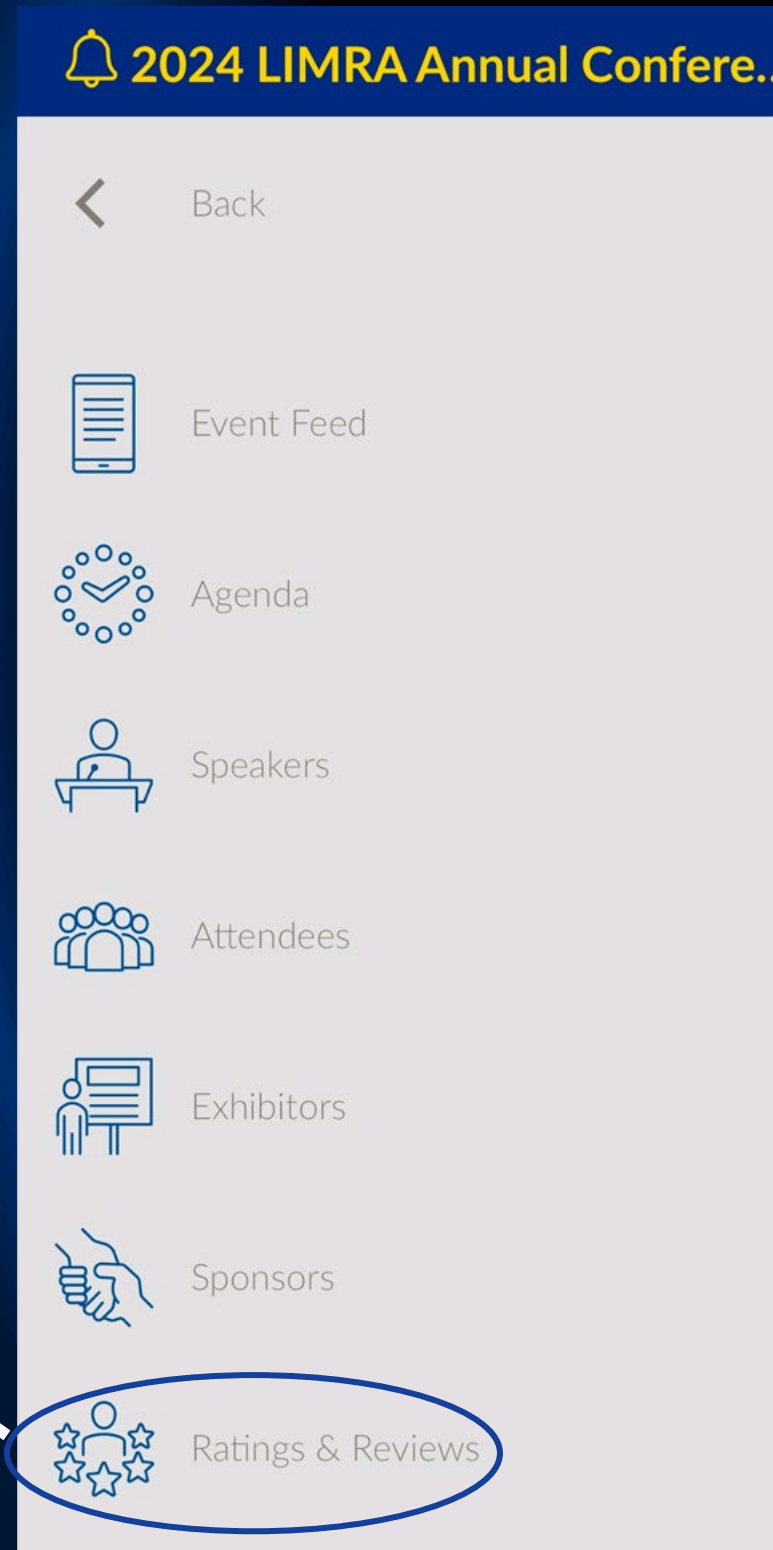 2024 LIMRA Annual Confere..
Back
Event Feed
Agenda
Speakers
Attendees
Exhibitors
Sponsors
Ratings & Reviews